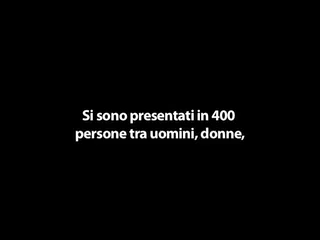 Si sono presentati in 400
persone tra uomini, donne,